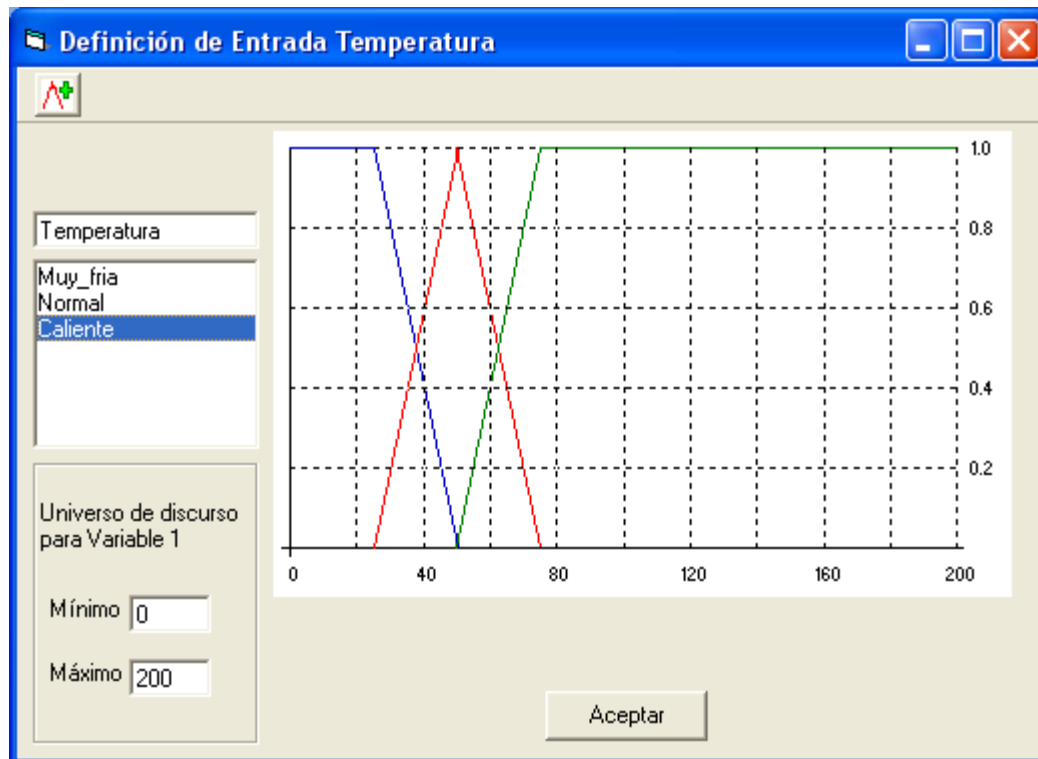 Definición de Entrada Temperatura
Temperatura
Muy_fria
Normal
Caliente
Universo de discurso
para Variable 1
Mínimo 0
Máximo 200
1.0
0.8
0.6
0.4
0.2
0 40 80 120 160 200
Aceptar